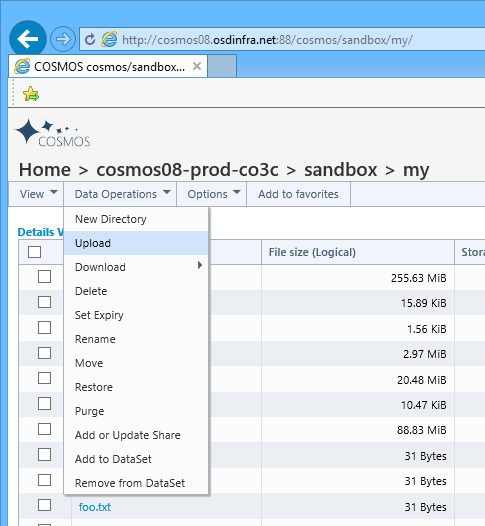 http://cosmos08.osdinfra.net:88/cosmos/sandbox/my/
COSMOS cosmos/sandbox... ×
COSMOS
Home > cosmos08-prod-co3c > sandbox > my
View Data Operations Options Add to favorites
Details V
New Directory
Upload
File size (Logical) Stora
Download
255.63 MiB
Delete
15.89 KiB
Set Expiry
1.56 KiB
Rename
2.97 MiB
Move
20.48 MiB
Restore
10.47 KiB
Purge
88.83 MiB
Add or Update Share
31 Bytes
Add to DataSet
31 Bytes
Remove from DataSet
foo.txt 31 Bytes